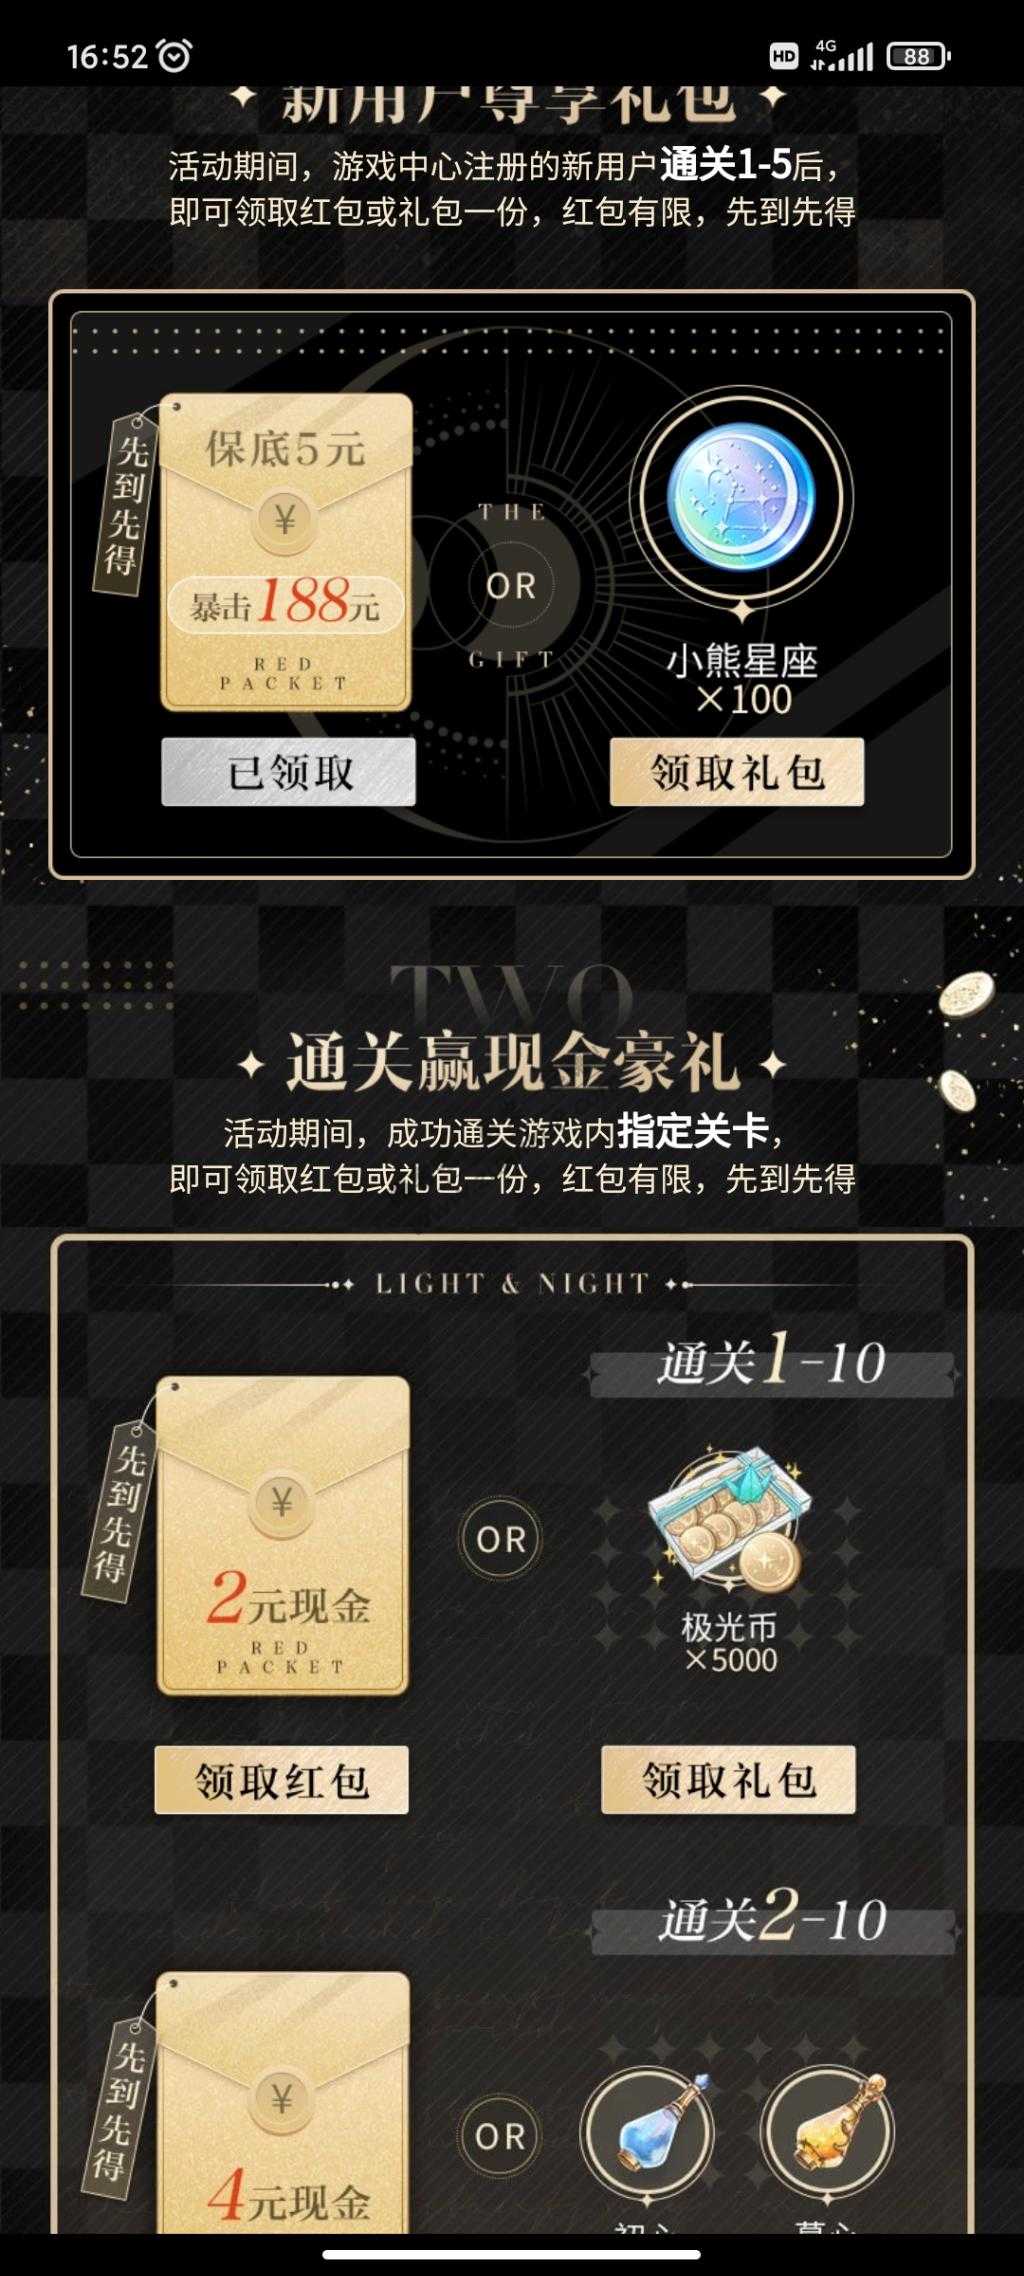 16:52
HD
4G
88
新用户尊享礼包
活动期间，游戏中心注册的新用户通关1-5后，
即可领取红包或礼包一份，红包有限，先到先得
先到先得
保底5元
¥
暴击188元
RED
PACKET
THE
OR
GIFT
小熊星座
×100
已领取
领取礼包
TWO
通关赢现金豪礼
活动期间，成功通关游戏内指定关卡，
即可领取红包或礼包一份，红包有限，先到先得
LIGHT & NIGHT
通关1-10
先到先得
¥
2元现金
RED
PACKET
OR
极光币
×5000
领取红包
领取礼包
通关2-10
先到先得
¥
4元现金
OR